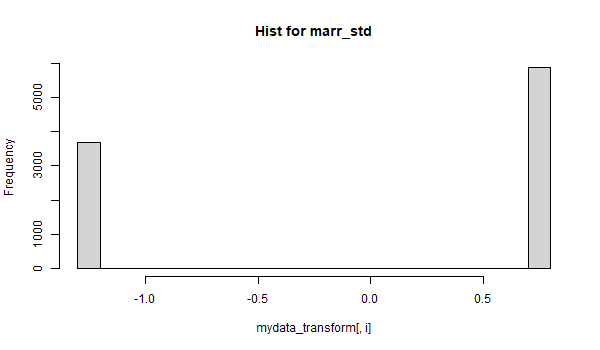 Hist for marr_std
Frequency
5000
3000
1000
0
-1.0 -0.5 0.0 0.5
mydata_transform[, i]